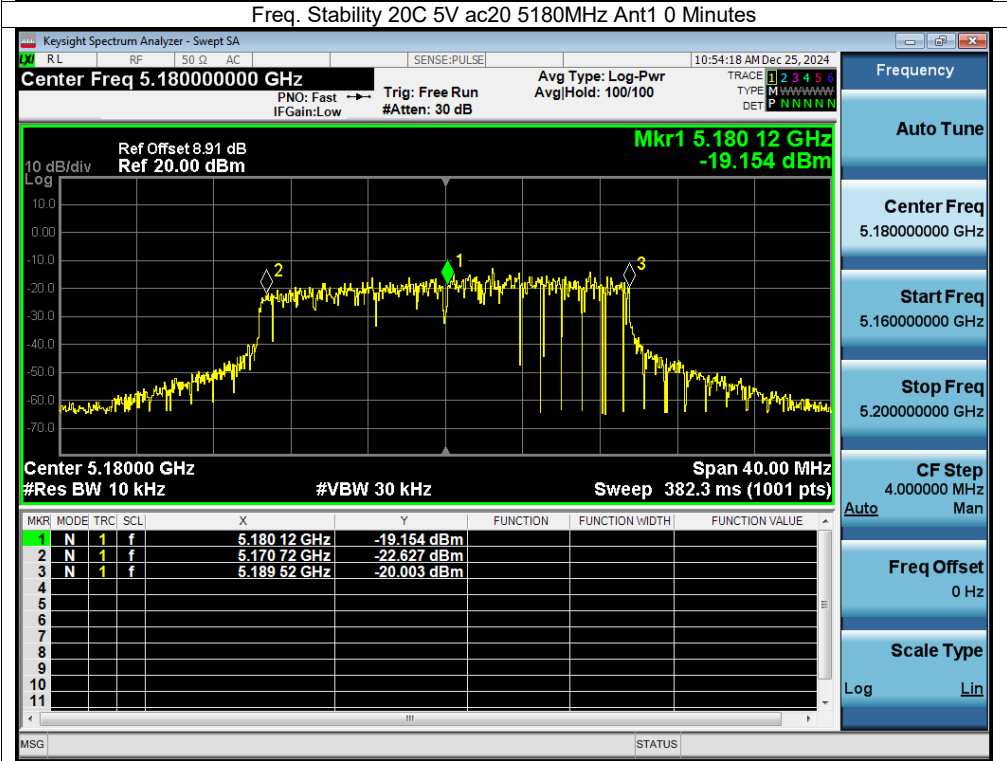 Freq. Stability 20C 5V ac20 5180MHz Ant1 0 Minutes
Keysight Spectrum Analyzer - Swept SA
LXI RL RF 50 Ω AC SENSE:PULSE 10:54:18 AM Dec 25, 2024
Center Freq 5.180000000 GHz Avg Type: Log-Pwr TRACE 1 2 3 4 5 6
PNO: Fast Trig: Free Run Avg|Hold: 100/100 TYPE M WWWWW
IFGain:Low #Atten: 30 dB DET P N N N N N
Mkr1 5.180 12 GHz
-19.154 dBm
Ref Offset 8.91 dB
10 dB/div Ref 20.00 dBm
Log
10.0
0.00
-10.0
-20.0
-30.0
-40.0
-50.0
-60.0
-70.0
2
1
3
Center 5.18000 GHz Span 40.00 MHz
#Res BW 10 kHz #VBW 30 kHz Sweep 382.3 ms (1001 pts)
MKR MODE TRC SCL X Y FUNCTION FUNCTION WIDTH FUNCTION VALUE
1 N 1 f 5.180 12 GHz -19.154 dBm
2 N 1 f 5.170 72 GHz -22.627 dBm
3 N 1 f 5.189 52 GHz -20.003 dBm
4
5
6
7
8
9
10
11
MSG STATUS
Frequency
Auto Tune
Center Freq
5.180000000 GHz
Start Freq
5.160000000 GHz
Stop Freq
5.200000000 GHz
CF Step
4.000000 MHz
Auto Man
Freq Offset
0 Hz
Scale Type
Log Lin